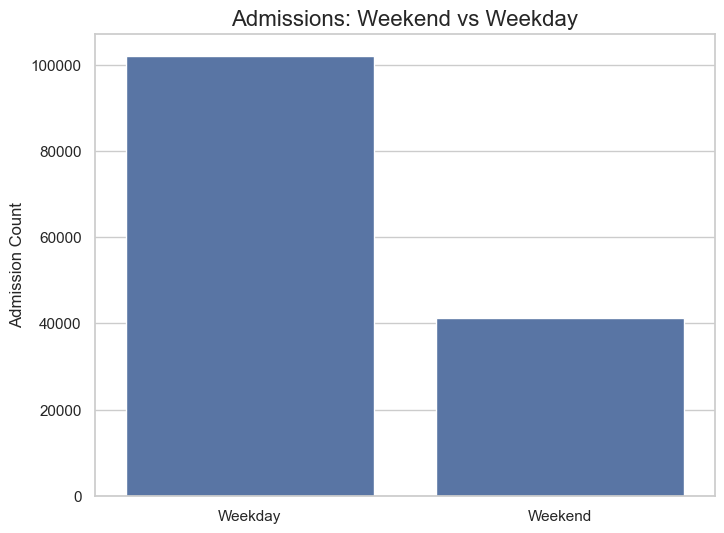 Admissions: Weekend vs Weekday
100000
80000
60000
40000
20000
0
Admission Count
Weekday
Weekend